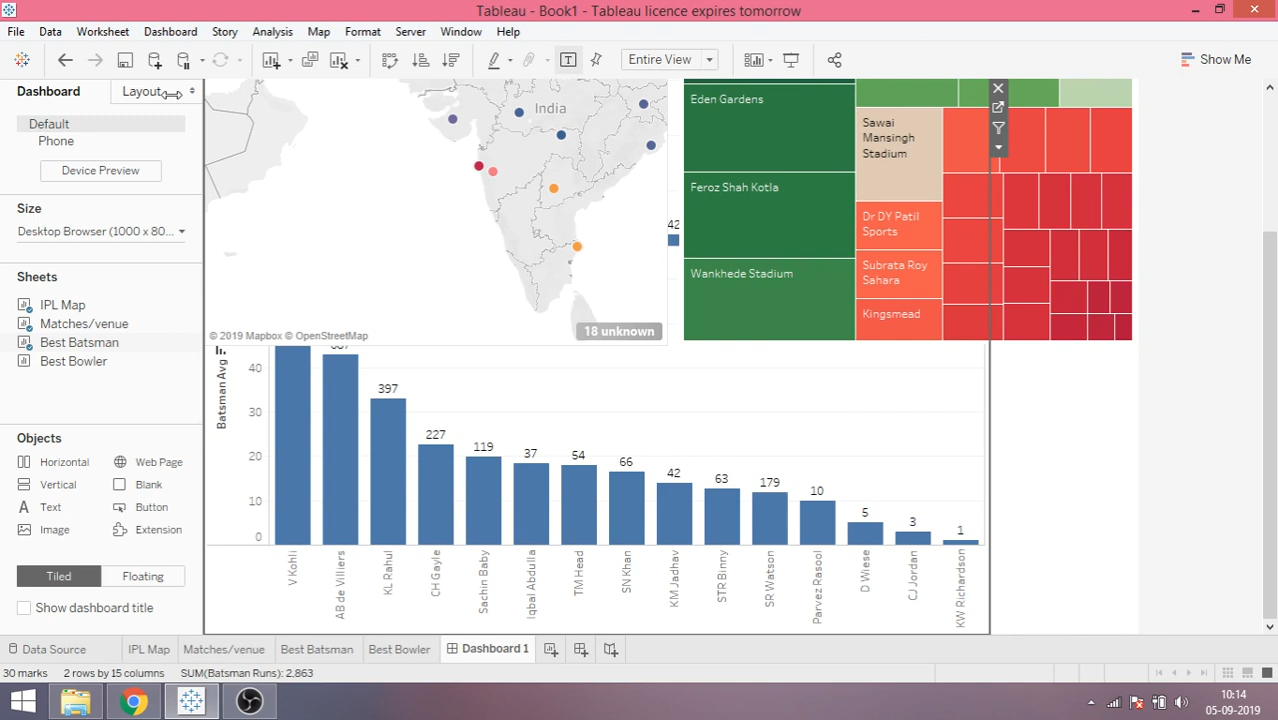 Tableau - Book1 - Tableau licence expires tomorrow
File Data Worksheet Dashboard Story Analysis Map Format Server Window Help
Entire View
Show Me
Dashboard Layout
Default
Phone
Device Preview
Size
Desktop Browser (1000 x 80...
Sheets
IPL Map
Matches/venue
Best Batsman
Best Bowler
Objects
Horizontal Web Page
Vertical Blank
Text Button
Image Extension
Tiled Floating
Show dashboard title
India
© 2019 Mapbox © OpenStreetMap
18 unknown
42
Eden Gardens
Feroz Shah Kotla
Wankhede Stadium
Sawai
Mansingh
Stadium
Dr DY Patil
Sports
Subrata Roy
Sahara
Kingsmead
Batsman Avg
40
30
20
10
0
397
227
119
37
54
66
42
63
179
10
5
3
1
V Kohli
AB de Villiers
KL Rahul
CH Gayle
Sachin Baby
Iqbal Abdulla
TM Head
SN Khan
KM Jadhav
STR Binny
SR Watson
Parvez Rasool
D Wiese
CJ Jordan
KW Richardson
Data Source IPL Map Matches/venue Best Batsman Best Bowler Dashboard 1
30 marks 2 rows by 15 columns SUM(Batsman Runs): 2,863
10:14
05-09-2019